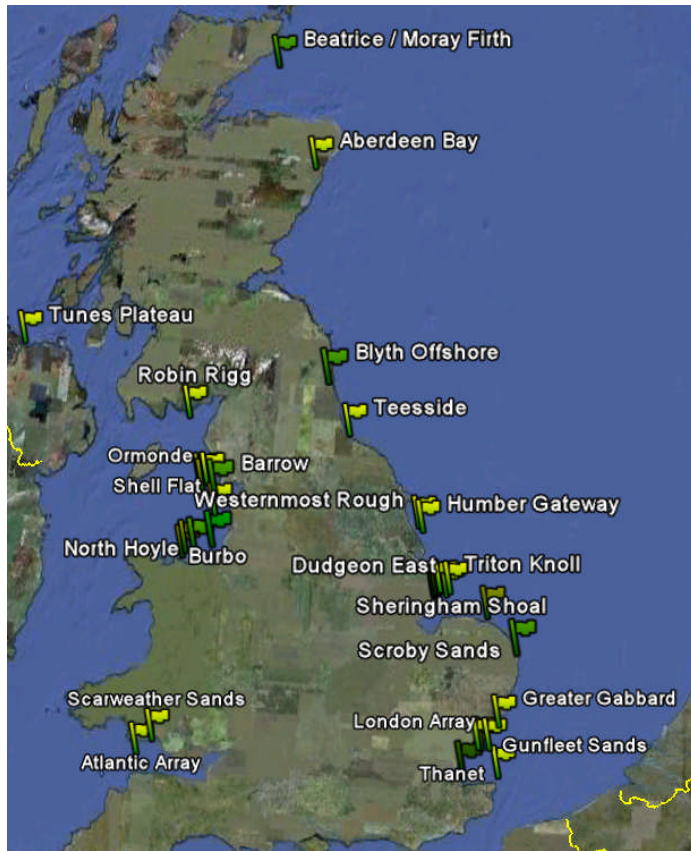 Beatrice / Moray Firth
Aberdeen Bay
Tunes Plateau
Blyth Offshore
Robin Rigg
Teesside
Ormonde
Barrow
Shell Flat
Westernmost Rough
Humber Gateway
North Hoyle
Burbo
Dudgeon East
Triton Knoll
Sheringham Shoal
Scroby Sands
Scarweather Sands
Greater Gabbard
London Array
Gunfleet Sands
Atlantic Array
Thanet